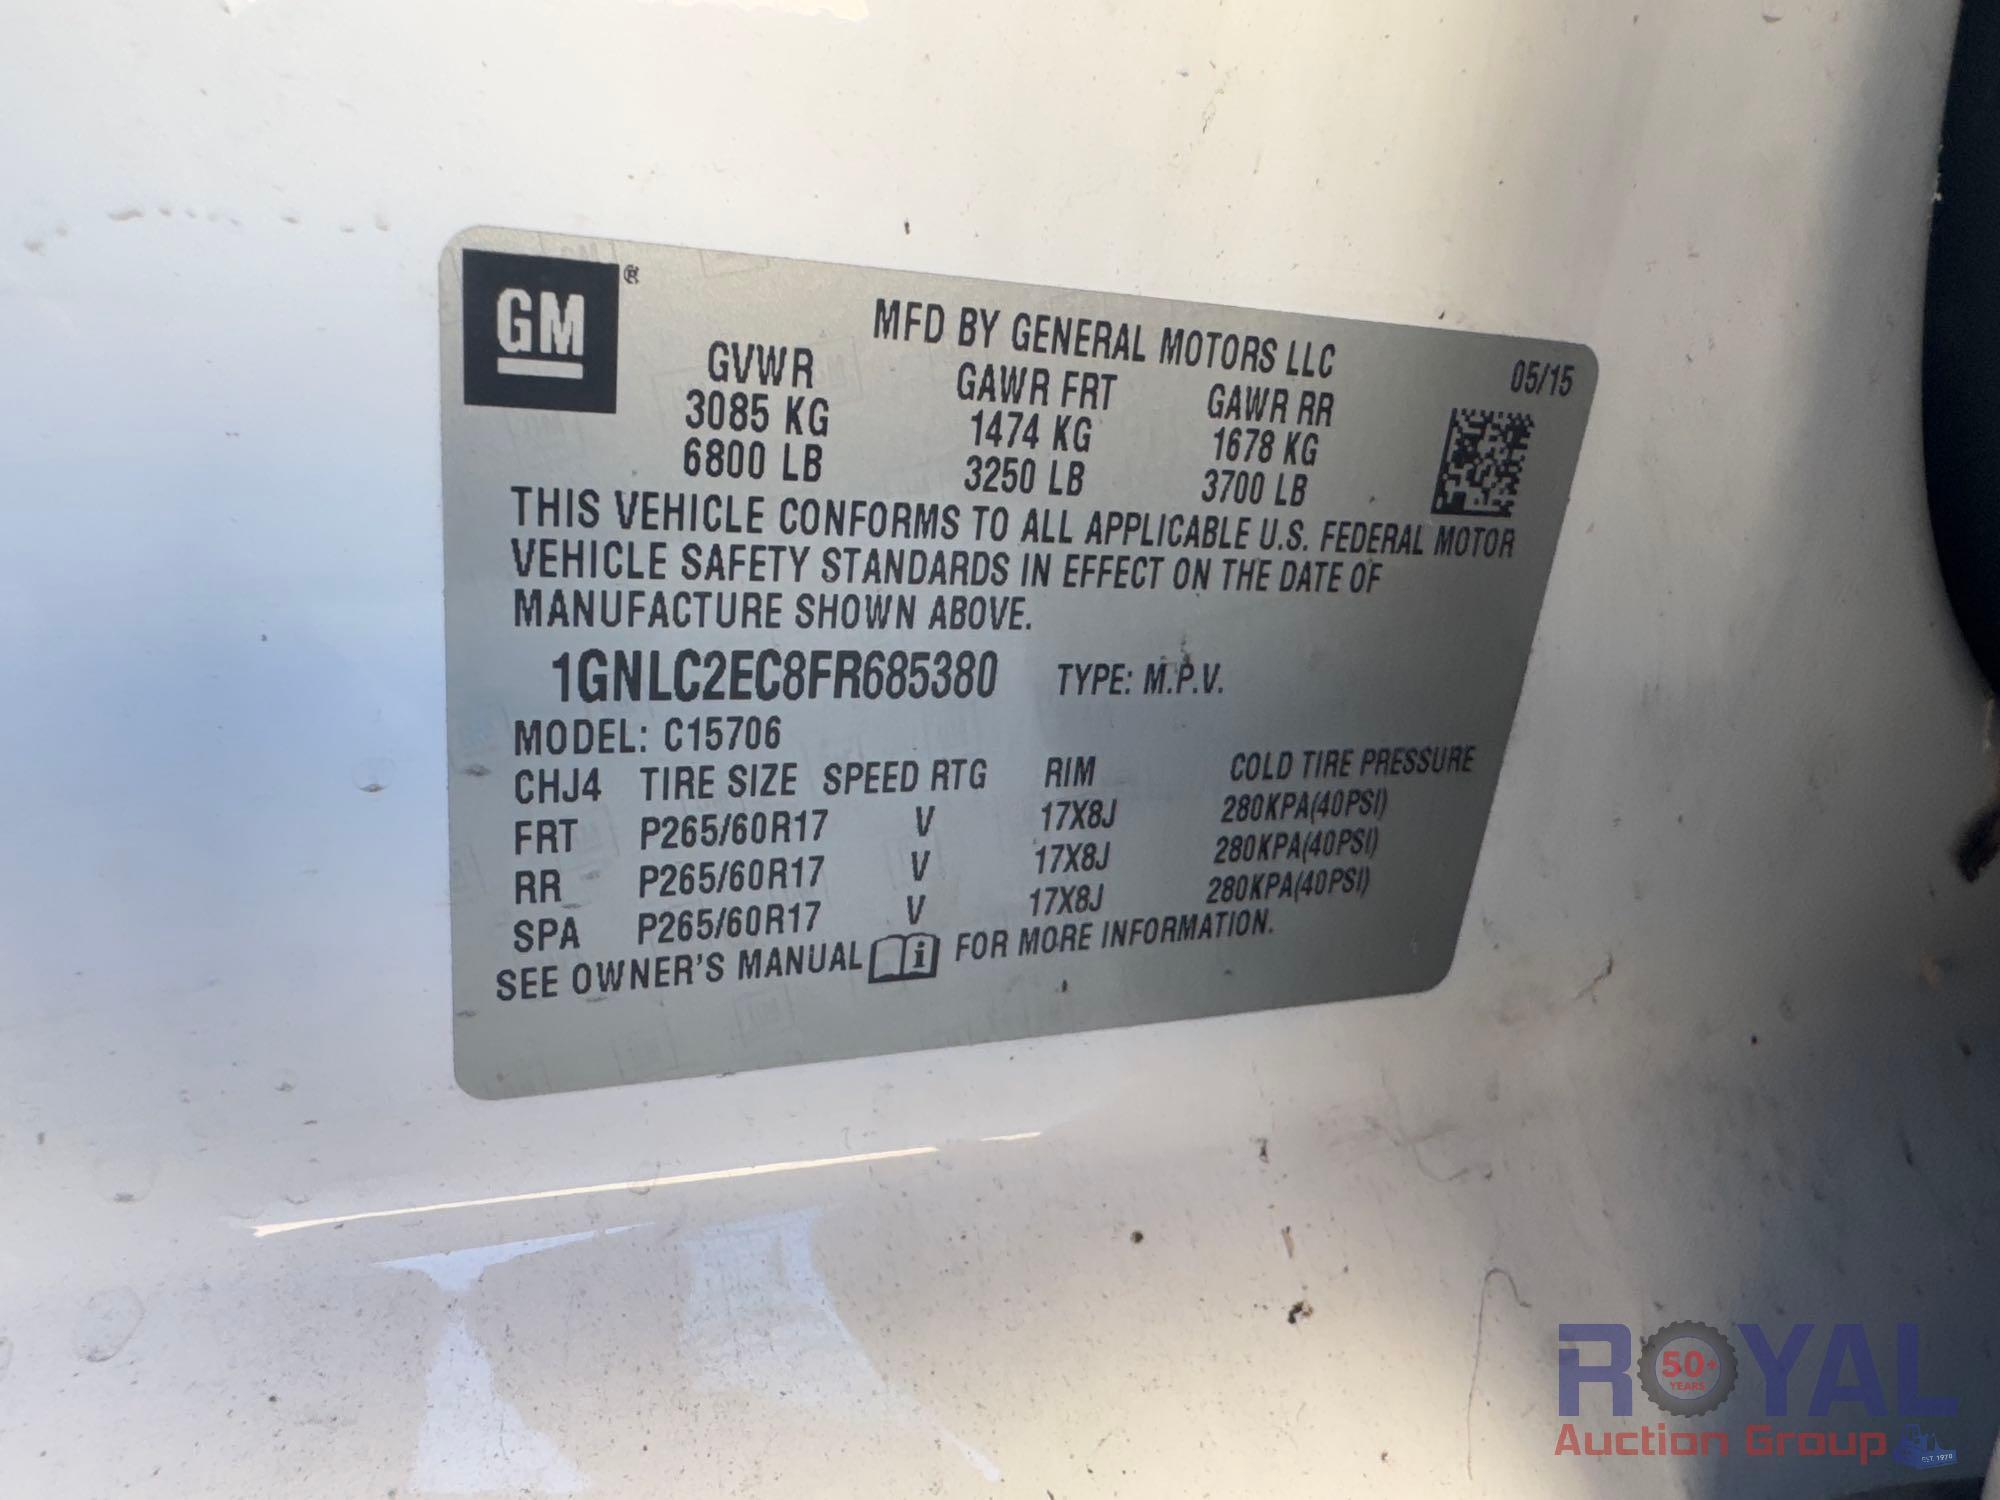 GM ®
MFD BY GENERAL MOTORS LLC
05/15
GVWR GAWR FRT GAWR RR
3085 KG 1474 KG 1678 KG
6800 LB 3250 LB 3700 LB
THIS VEHICLE CONFORMS TO ALL APPLICABLE U.S. FEDERAL MOTOR
VEHICLE SAFETY STANDARDS IN EFFECT ON THE DATE OF
MANUFACTURE SHOWN ABOVE.
1GNLC2EC8FR685380 TYPE: M.P.V.
MODEL: C15706
CHJ4 TIRE SIZE SPEED RTG RIM COLD TIRE PRESSURE
FRT P265/60R17 V 17X8J 280KPA(40PSI)
RR P265/60R17 V 17X8J 280KPA(40PSI)
SPA P265/60R17 V 17X8J 280KPA(40PSI)
SEE OWNER'S MANUAL i FOR MORE INFORMATION.
ROYAL
50+
YEARS
Auction Group
EST. 1970